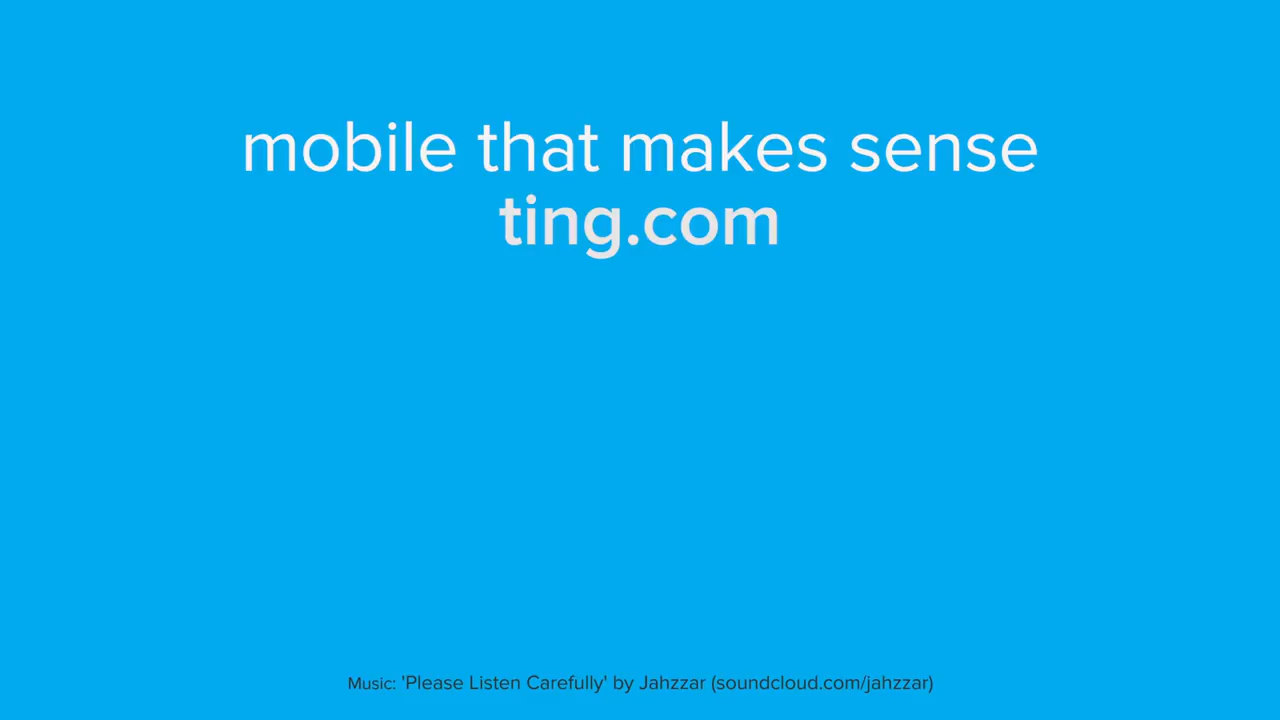 mobile that makes sense
ting.com
Music: 'Please Listen Carefully' by Jahzzar (soundcloud.com/jahzzar)